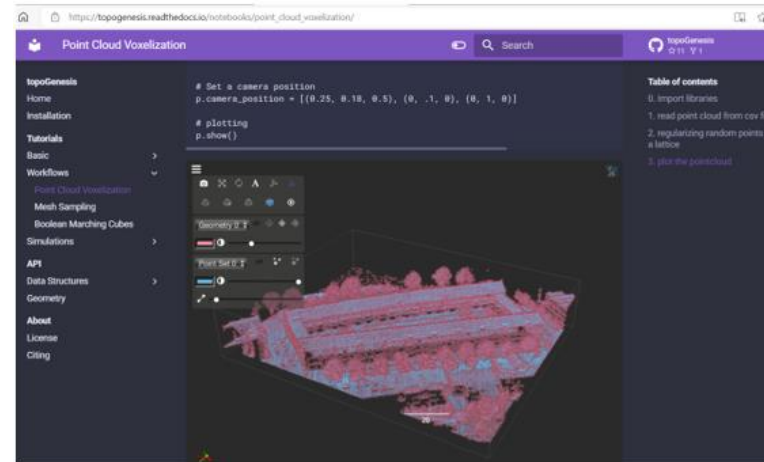 https://topogenesis.readthedocs.io/notebooks/point_cloud_voxelization/
Point Cloud Voxelization
Search
topoGenesis
11 1
topoGenesis
Home
Installation
Tutorials
Basic
Workflows
Point Cloud Voxelization
Mesh Sampling
Boolean Marching Cubes
Simulations
API
Data Structures
Geometry
About
License
Citing
# Set a camera position
p.camera_position = [(0.25, 0.18, 0.5), (0, .1, 0), (0, 1, 0)]
# plotting
p.show()
A
Geometry 0
Point Set 0
20
Table of contents
0. Import libraries
1. read point cloud from csv f
2. regularizing random points
a lattice
3. plot the pointcloud